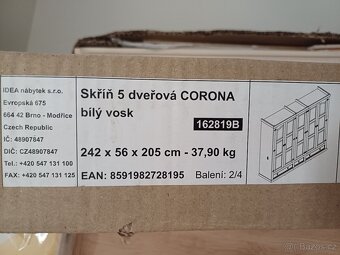 IDEA nábytek s.r.o.
Evropská 675
664 42 Brno - Modřice
Czech Republic
IČ: 48907847
DIČ: CZ48907847
Tel.: +420 547 131 100
FAX: +420 547 131 125
Skříň 5 dveřová CORONA
bílý vosk
162819B
242 x 56 x 205 cm - 37,90 kg
EAN: 8591982728195 Balení: 2/4
© Bazos.cz